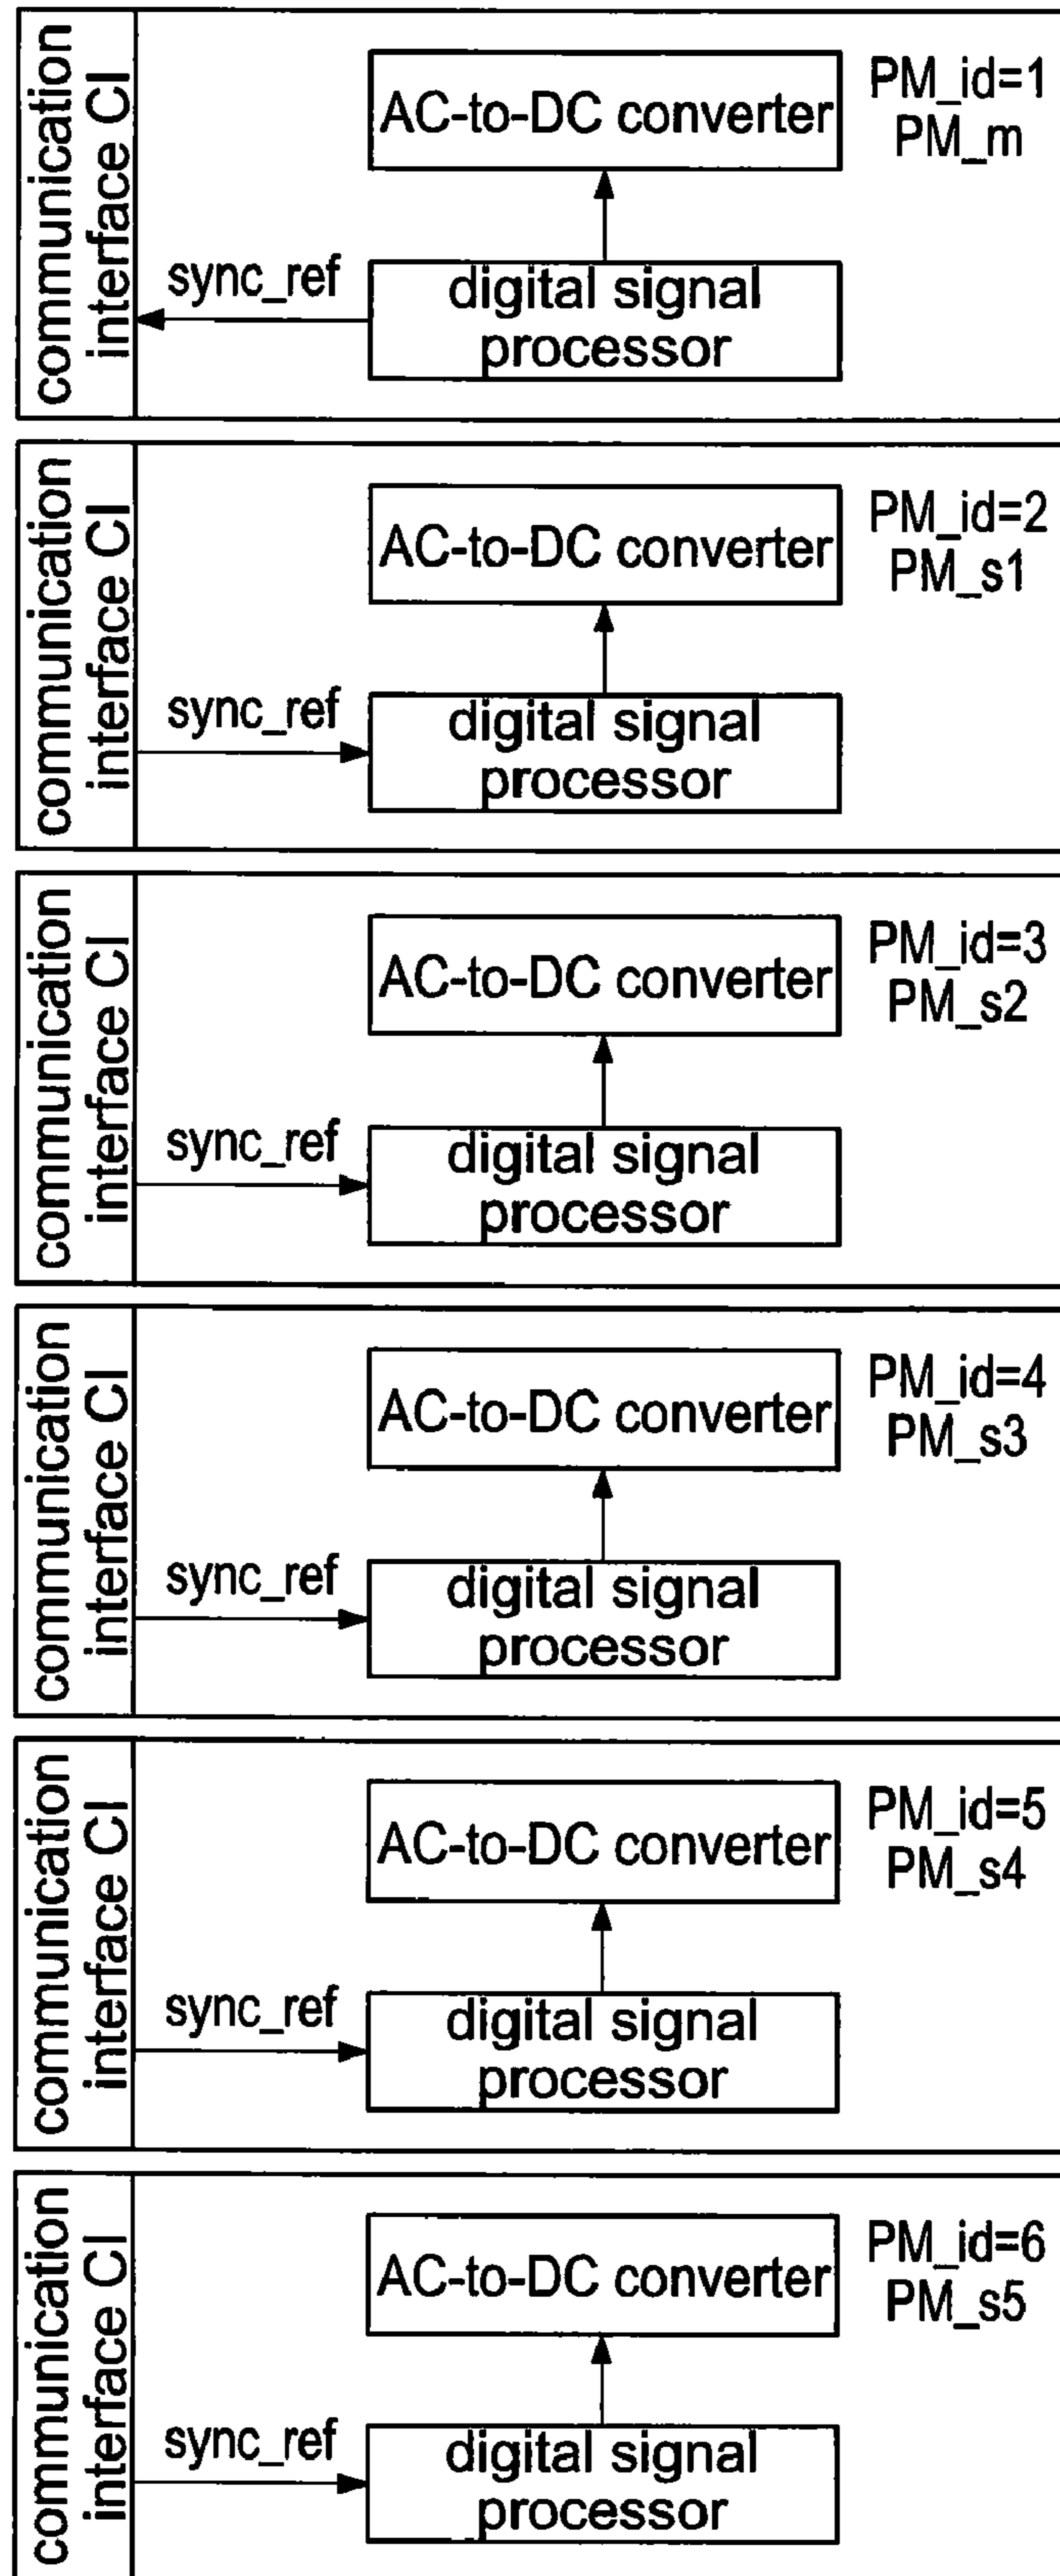 communication
interface CI
AC-to-DC converter
PM_id=1
PM_m
sync_ref
digital signal
processor
communication
interface CI
AC-to-DC converter
PM_id=2
PM_s1
sync_ref
digital signal
processor
communication
interface CI
AC-to-DC converter
PM_id=3
PM_s2
sync_ref
digital signal
processor
communication
interface CI
AC-to-DC converter
PM_id=4
PM_s3
sync_ref
digital signal
processor
communication
interface CI
AC-to-DC converter
PM_id=5
PM_s4
sync_ref
digital signal
processor
communication
interface CI
AC-to-DC converter
PM_id=6
PM_s5
sync_ref
digital signal
processor